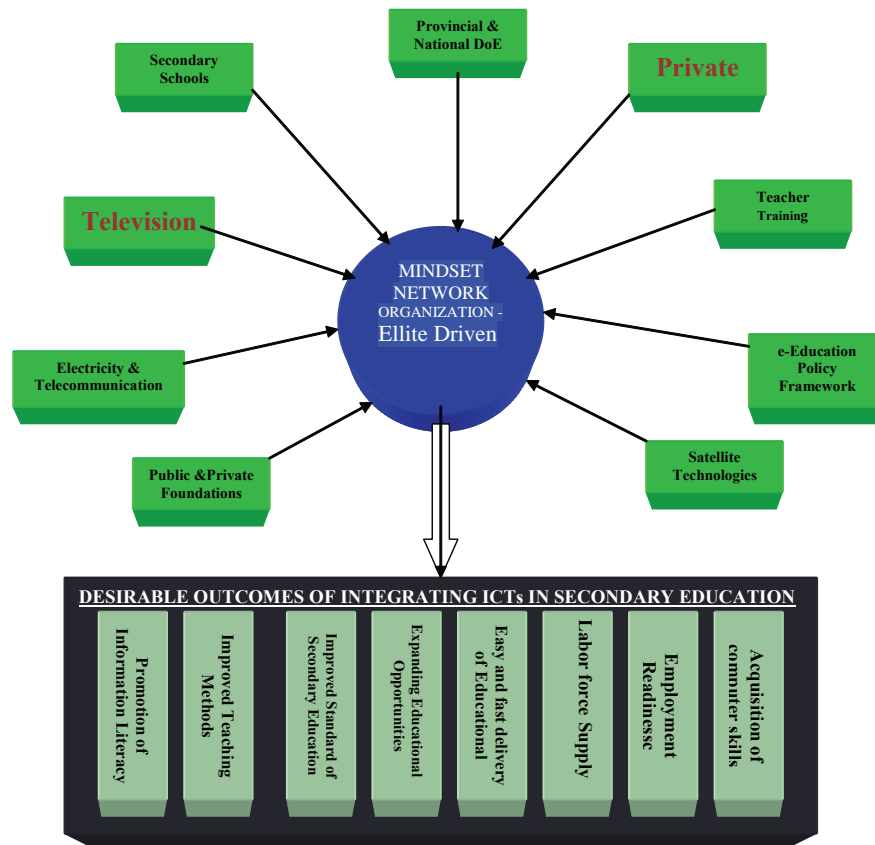 Provincial &
National DoE
Secondary
Schools
Private
Television
Teacher
Training
MINDSET
NETWORK
ORGANIZATION -
Ellite Driven
Electricity &
Telecommunication
e-Education
Policy
Framework
Public &Private
Foundations
Satellite
Technologies
DESIRABLE OUTCOMES OF INTEGRATING ICTs IN SECONDARY EDUCATION
Promotion of
Information Literacy
Improved Teaching
Methods
Improved Standard of
Secondary Education
Expanding Educational
Opportunities
Easy and fast delivery
of Educational
Labor force Supply
Employment
Readinessc
Acquisition of
computer skills